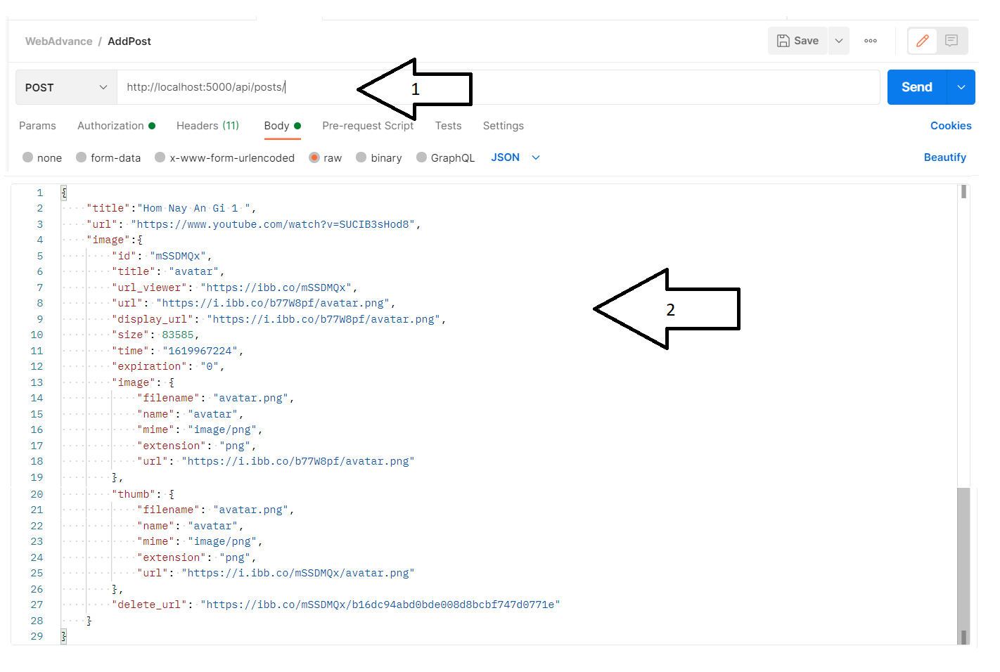 WebAdvance / AddPost
Save
POST
http://localhost:5000/api/posts/
1
Send
Params Authorization Headers (11) Body Pre-request Script Tests Settings Cookies
none form-data x-www-form-urlencoded raw binary GraphQL JSON Beautify
1 {
2 "title":"Hom Nay An Gi 1 ",
3 "url": "https://www.youtube.com/watch?v=SUCIB3sHod8",
4 "image":{
5 "id": "mSSDMQx",
6 "title": "avatar",
7 "url_viewer": "https://ibb.co/mSSDMQx",
8 "url": "https://i.ibb.co/b77W8pf/avatar.png",
2
9 "display_url": "https://i.ibb.co/b77W8pf/avatar.png",
10 "size": 83585,
11 "time": "1619967224",
12 "expiration": "0",
13 "image": {
14 "filename": "avatar.png",
15 "name": "avatar",
16 "mime": "image/png",
17 "extension": "png",
18 "url": "https://i.ibb.co/b77W8pf/avatar.png"
19 },
20 "thumb": {
21 "filename": "avatar.png",
22 "name": "avatar",
23 "mime": "image/png",
24 "extension": "png",
25 "url": "https://i.ibb.co/mSSDMQx/avatar.png"
26 },
27 "delete_url": "https://ibb.co/mSSDMQx/b16dc94abd0bde008d8bcbf747d0771e"
28 }
29 }